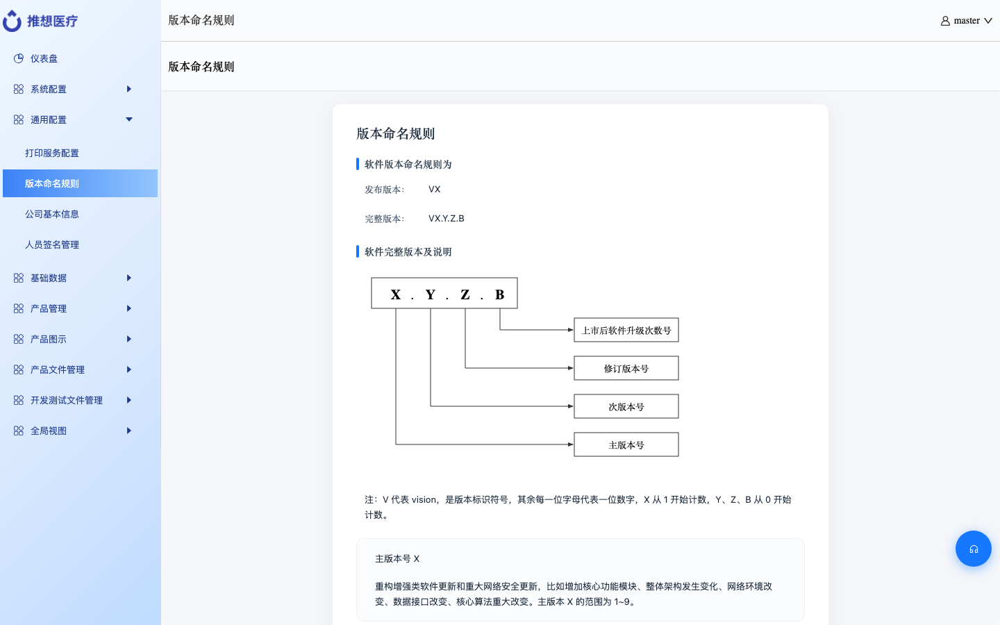 推想医疗
仪表盘
系统配置
通用配置
打印服务配置
版本命名规则
公司基本信息
人员签名管理
基础数据
产品管理
产品图示
产品文件管理
开发测试文件管理
全局视图
版本命名规则
master
版本命名规则
版本命名规则
软件版本命名规则为
发布版本： VX
完整版本： VX.Y.Z.B
软件完整版本及说明
X . Y . Z . B
上市后软件升级次数号
修订版本号
次版本号
主版本号
注：V 代表 vision，是版本标识符号，其余每一位字母代表一位数字，X 从 1 开始计数，Y、Z、B 从 0 开始
计数。
主版本号 X
重构增强类软件更新和重大网络安全更新，比如增加核心功能模块、整体架构发生变化、网络环境改
变、数据接口改变、核心算法重大改变。主版本 X 的范围为 1~9。